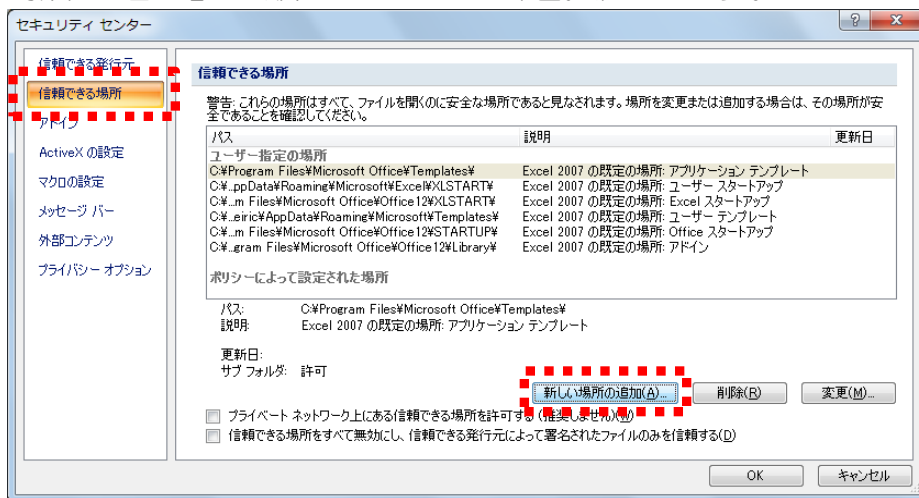 セキュリティ センター
信頼できる発行元
信頼できる場所
アドイン
ActiveX の設定
マクロの設定
メッセージ バー
外部コンテンツ
プライバシー オプション
信頼できる場所
警告: これらの場所はすべて、ファイルを開くのに安全な場所であると見なされます。場所を変更または追加する場合は、その場所が安
全であることを確認してください。
パス 説明 更新日
ユーザー指定の場所
C:¥Program Files¥Microsoft Office¥Templates¥ Excel 2007 の既定の場所: アプリケーション テンプレート
C:¥...ppData¥Roaming¥Microsoft¥Excel¥XLSTART¥ Excel 2007 の既定の場所: ユーザー スタートアップ
C:¥...m Files¥Microsoft Office¥Office12¥XLSTART¥ Excel 2007 の既定の場所: Excel スタートアップ
C:¥...eiric¥AppData¥Roaming¥Microsoft¥Templates¥ Excel 2007 の既定の場所: ユーザー テンプレート
C:¥...m Files¥Microsoft Office¥Office12¥STARTUP¥ Excel 2007 の既定の場所: Office スタートアップ
C:¥...gram Files¥Microsoft Office¥Office12¥Library¥ Excel 2007 の既定の場所: アドイン
ポリシーによって設定された場所
パス: C:¥Program Files¥Microsoft Office¥Templates¥
説明: Excel 2007 の既定の場所: アプリケーション テンプレート
更新日:
サブ フォルダ: 許可
新しい場所の追加(A)... 削除(R) 変更(M)...
プライベート ネットワーク上にある信頼できる場所を許可する (推奨しません)(W)
信頼できる場所をすべて無効にし、信頼できる発行元によって署名されたファイルのみを信頼する(D)
OK キャンセル